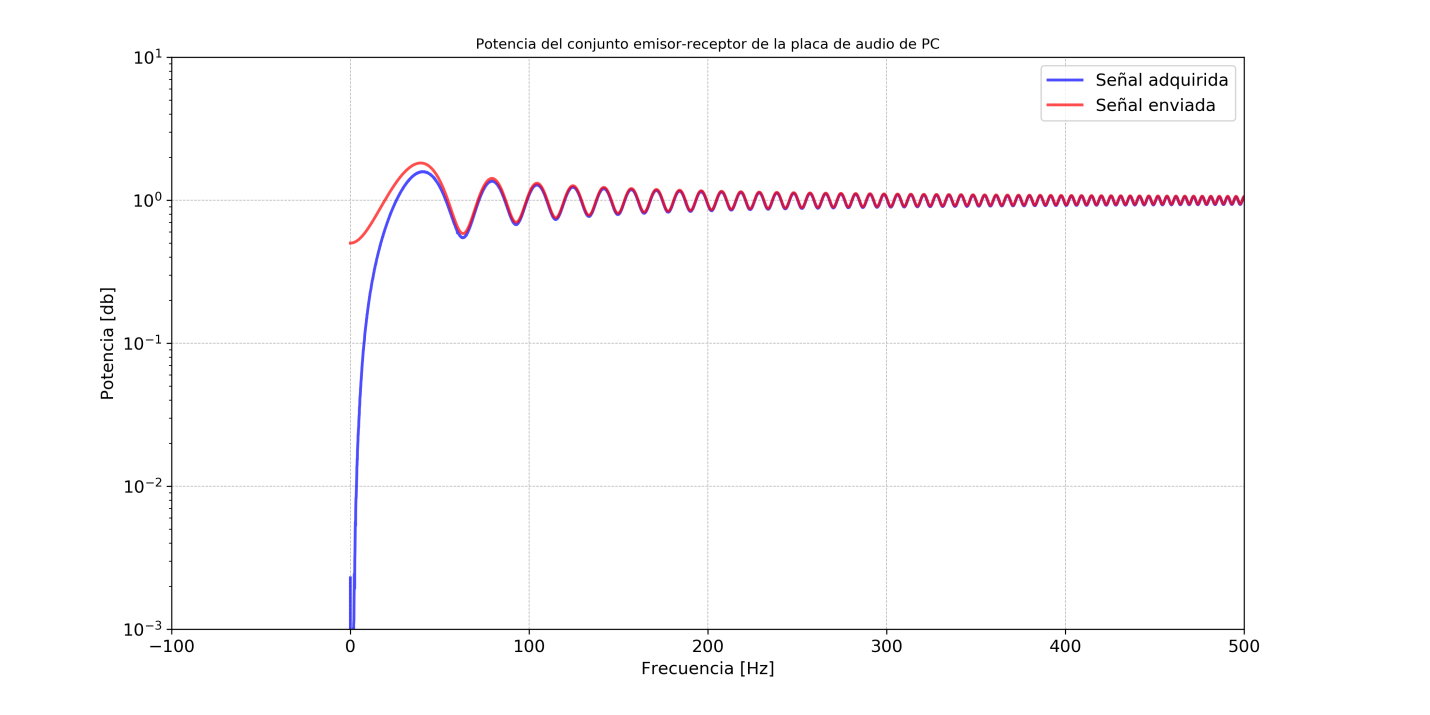 Potencia del conjunto emisor-receptor de la placa de audio de PC
Señal adquirida
Señal enviada
Potencia [db]
10^1
10^0
10^−1
10^−2
10^−3
−100 0 100 200 300 400 500
Frecuencia [Hz]